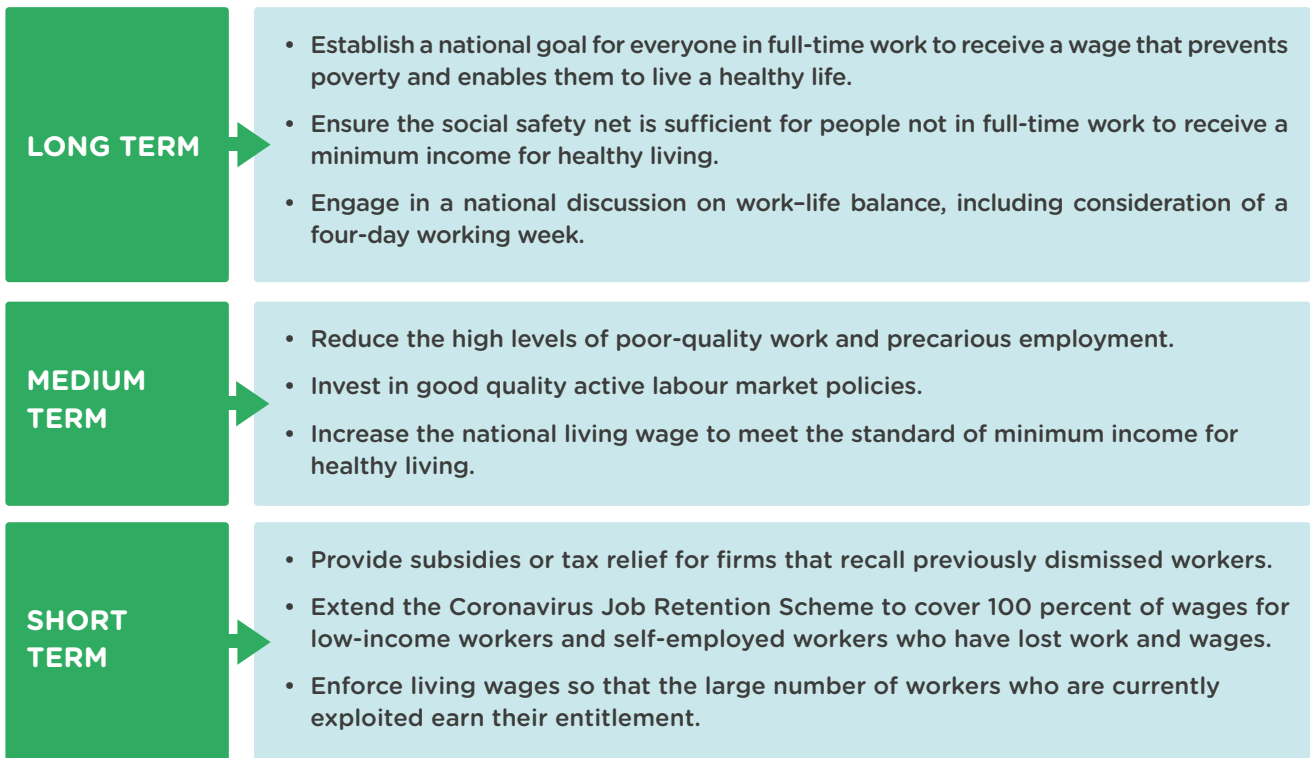 LONG TERM
• Establish a national goal for everyone in full-time work to receive a wage that prevents
poverty and enables them to live a healthy life.
• Ensure the social safety net is sufficient for people not in full-time work to receive a
minimum income for healthy living.
• Engage in a national discussion on work–life balance, including consideration of a
four-day working week.
MEDIUM
TERM
• Reduce the high levels of poor-quality work and precarious employment.
• Invest in good quality active labour market policies.
• Increase the national living wage to meet the standard of minimum income for
healthy living.
SHORT
TERM
• Provide subsidies or tax relief for firms that recall previously dismissed workers.
• Extend the Coronavirus Job Retention Scheme to cover 100 percent of wages for
low-income workers and self-employed workers who have lost work and wages.
• Enforce living wages so that the large number of workers who are currently
exploited earn their entitlement.